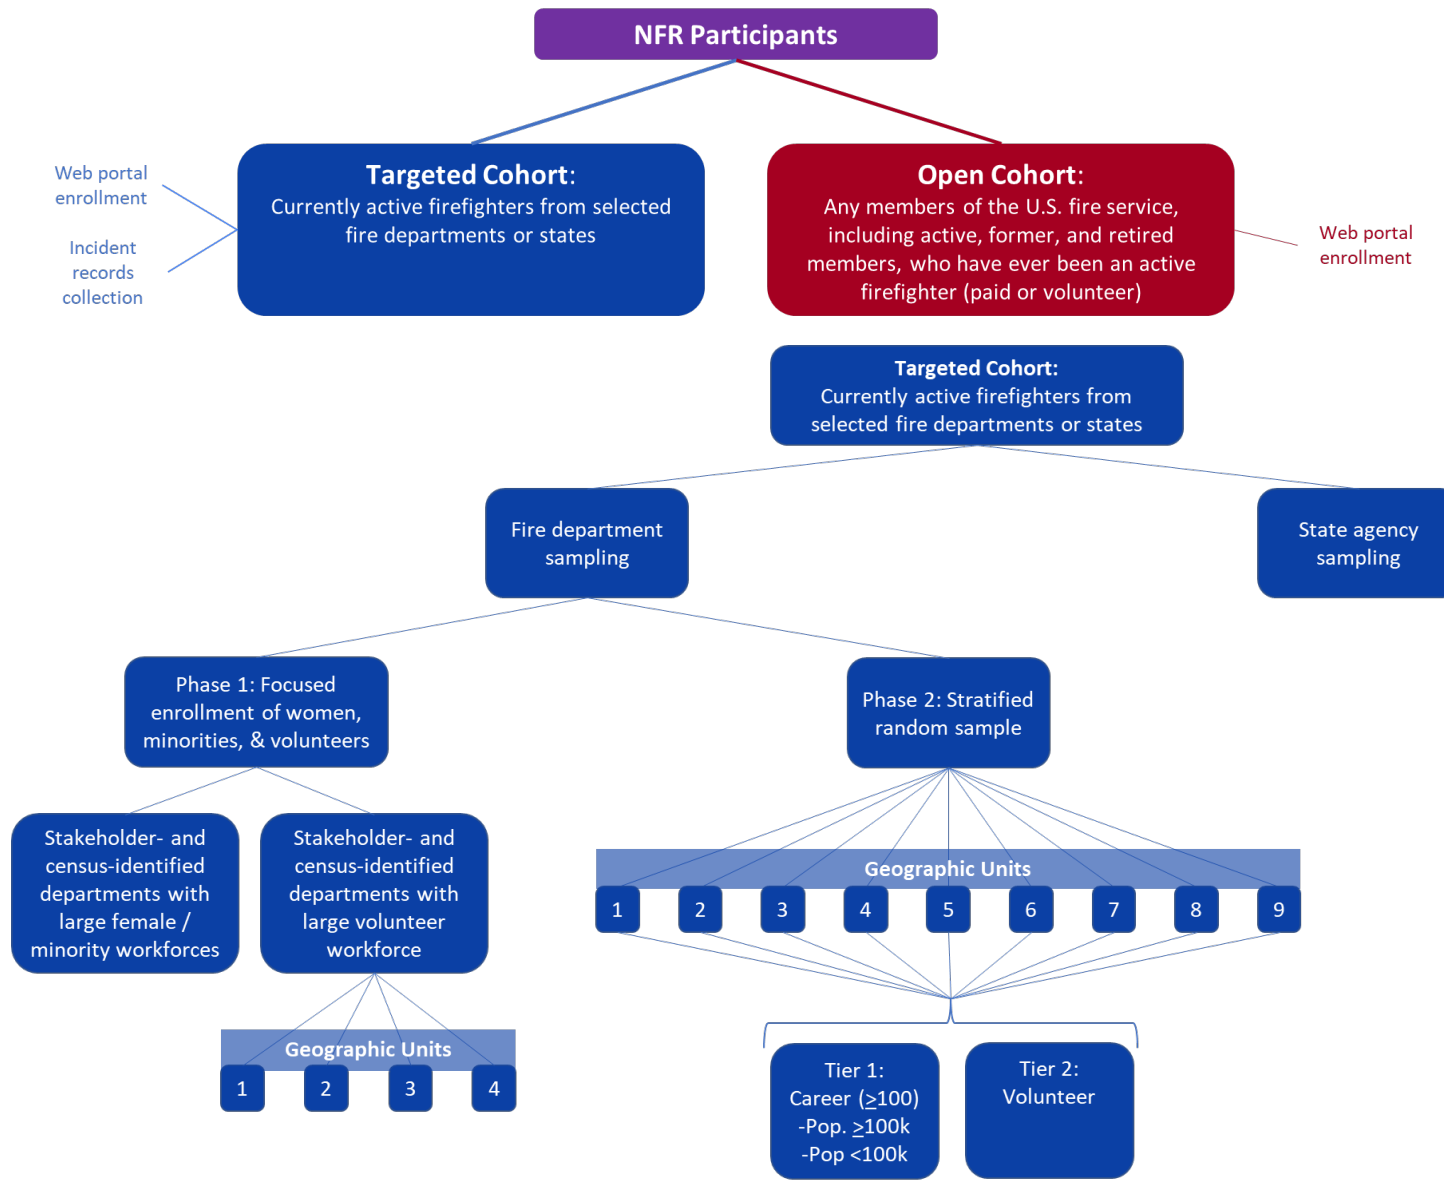 NFR Participants
Targeted Cohort:
Currently active firefighters from selected
fire departments or states
Web portal
enrollment
Incident
records
collection
Open Cohort:
Any members of the U.S. fire service,
including active, former, and retired
members, who have ever been an active
firefighter (paid or volunteer)
Web portal
enrollment
Targeted Cohort:
Currently active firefighters from
selected fire departments or states
Fire department
sampling
State agency
sampling
Phase 1: Focused
enrollment of women,
minorities, & volunteers
Phase 2: Stratified
random sample
Stakeholder- and
census-identified
departments with
large female /
minority workforces
Stakeholder- and
census-identified
departments with
large volunteer
workforce
Geographic Units
1 2 3 4
Geographic Units
1 2 3 4 5 6 7 8 9
Tier 1:
Career (≥100)
-Pop. ≥100k
-Pop <100k
Tier 2:
Volunteer